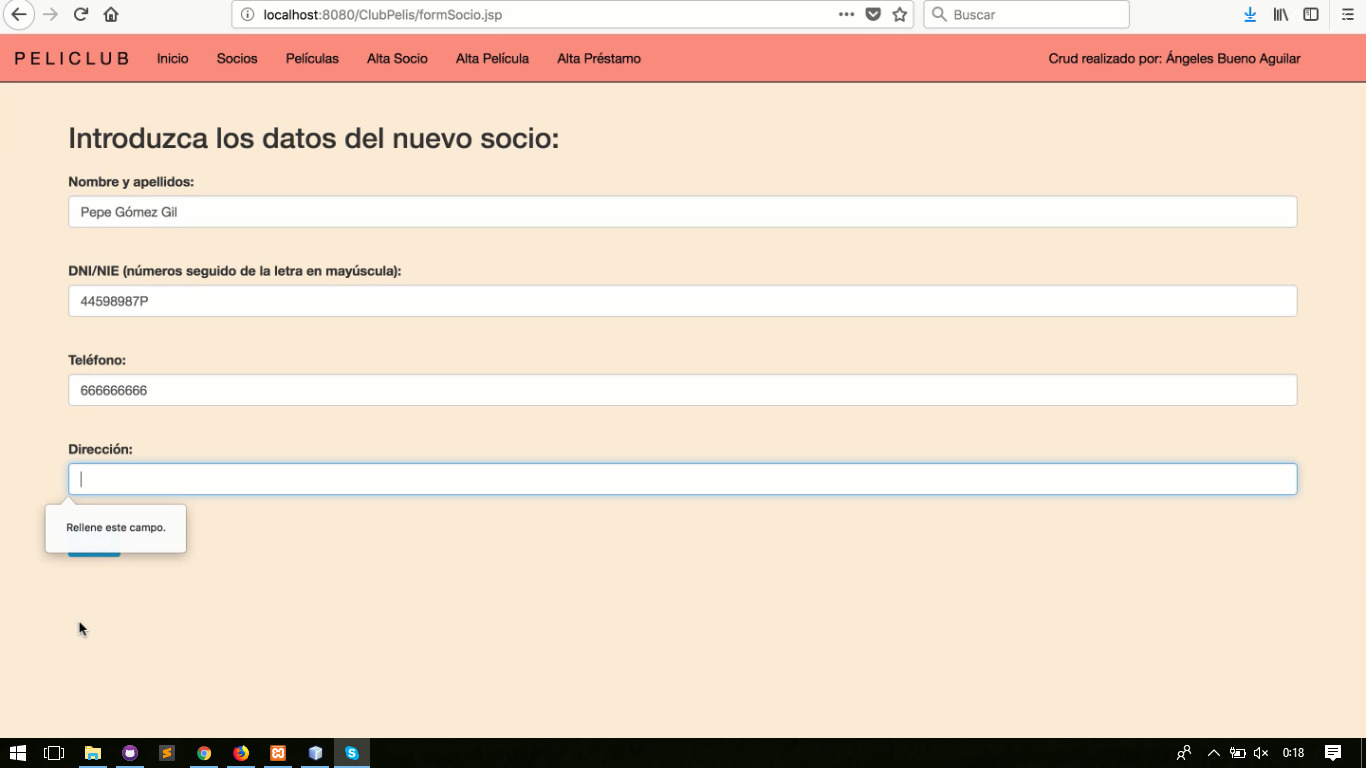 localhost:8080/ClubPelis/formSocio.jsp
Buscar
PELICLUB Inicio Socios Películas Alta Socio Alta Película Alta Préstamo Crud realizado por: Ángeles Bueno Aguilar
Introduzca los datos del nuevo socio:
Nombre y apellidos:
Pepe Gómez Gil
DNI/NIE (números seguido de la letra en mayúscula):
44598987P
Teléfono:
666666666
Dirección:
Rellene este campo.
0:18